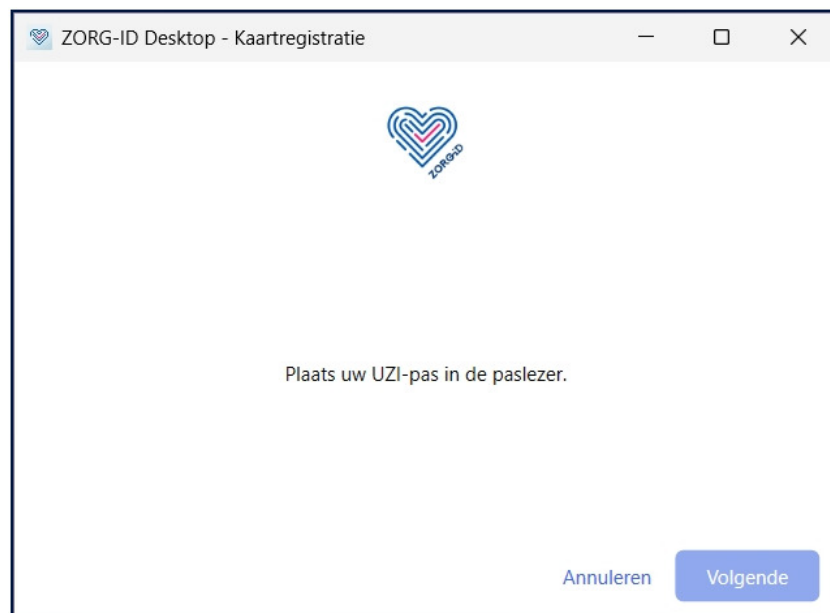 ZORG-ID Desktop - Kaartregistratie
ZORG-iD
Plaats uw UZI-pas in de paslezer.
Annuleren
Volgende